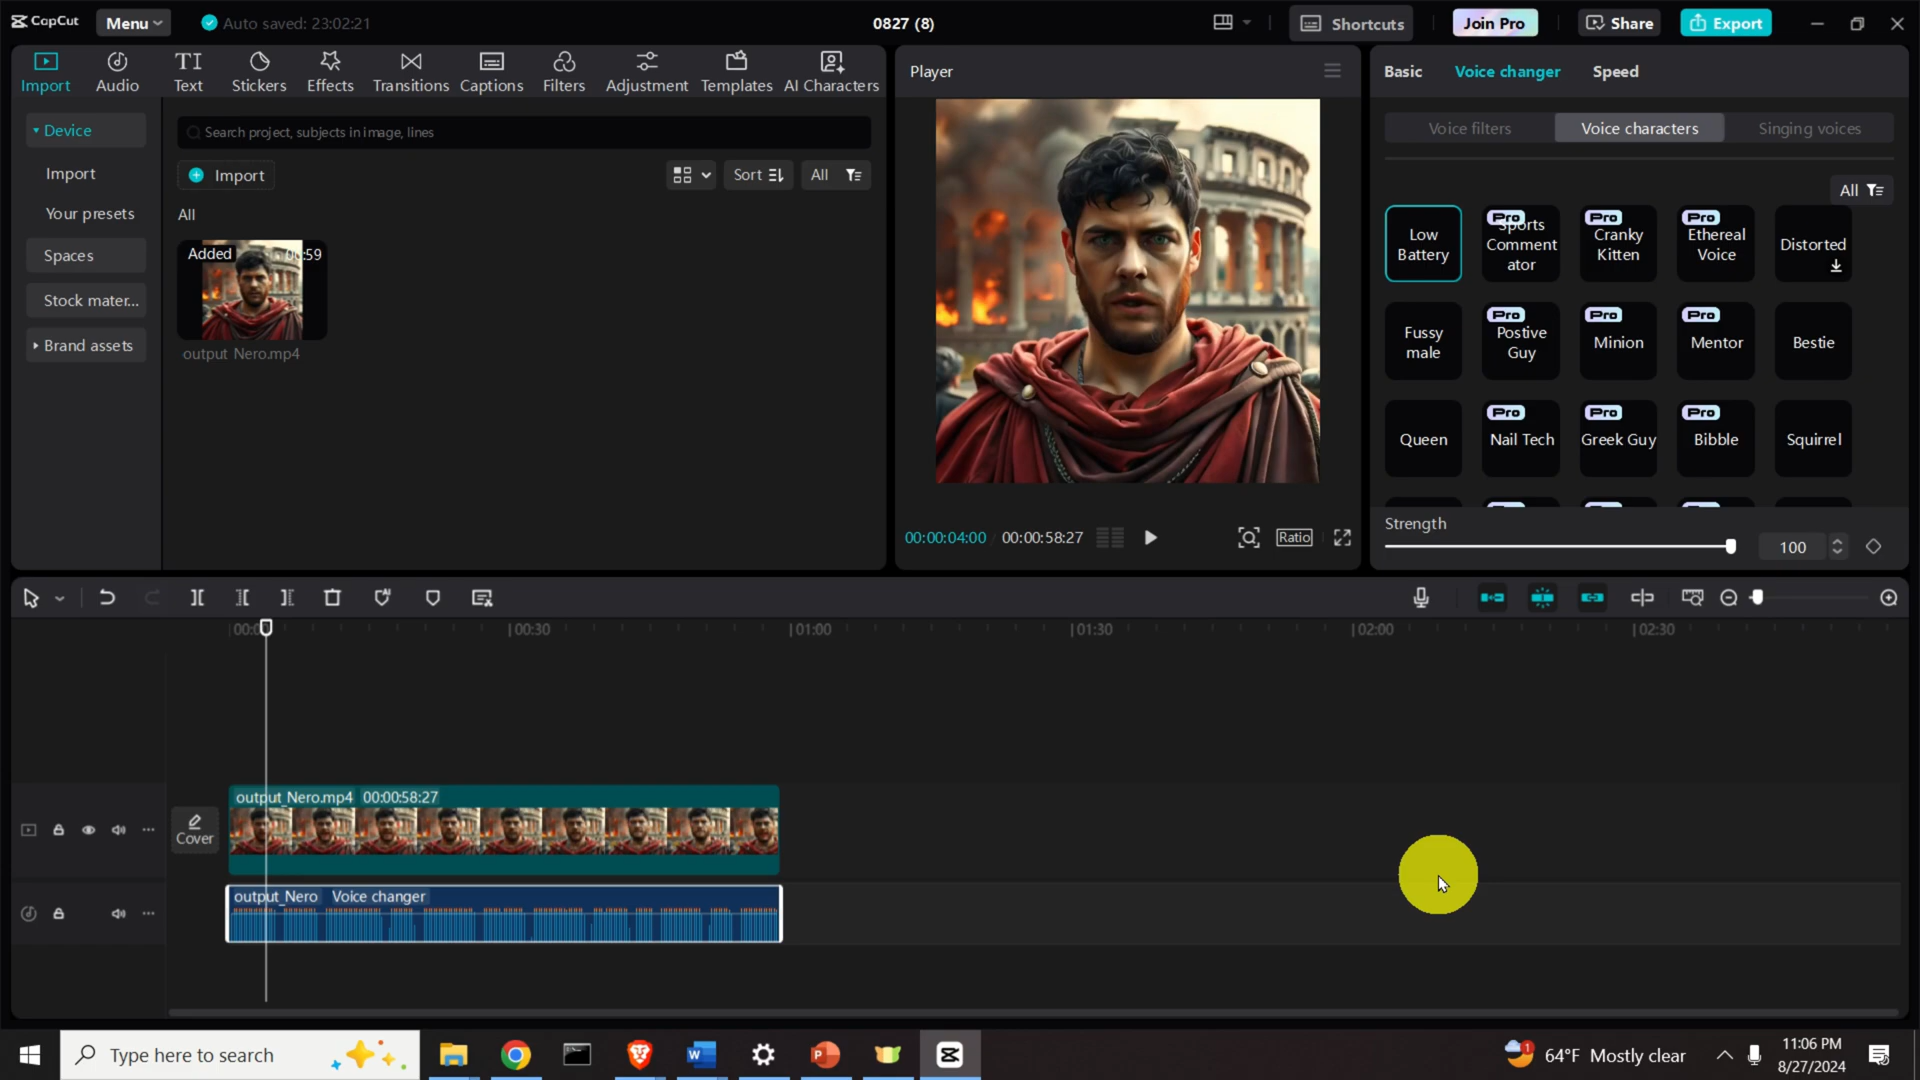 CapCut
Menu
Auto saved: 23:02:21
0827 (8)
Shortcuts
Join Pro
Share
Export
Import
Audio
TI
Text
Stickers
Effects
Transitions
Captions
Filters
Adjustment
Templates
AI Characters
Device
Import
Your presets
Spaces
Stock mater...
Brand assets
Search project, subjects in image, lines
Import
Sort
All
All
Added
00:59
output Nero.mp4
Player
00:00:04:00
00:00:58:27
Ratio
Basic
Voice changer
Speed
Voice filters
Voice characters
Singing voices
All
Low
Battery
Pro
Sports
Comment
ator
Pro
Cranky
Kitten
Pro
Ethereal
Voice
Distorted
Fussy
male
Pro
Postive
Guy
Pro
Minion
Pro
Mentor
Bestie
Queen
Pro
Nail Tech
Pro
Greek Guy
Pro
Bibble
Squirrel
Strength
100
00:30
01:00
01:30
02:00
02:30
Cover
output_Nero.mp4 00:00:58:27
output_Nero Voice changer
Type here to search
1
64°F Mostly clear
11:06 PM
8/27/2024